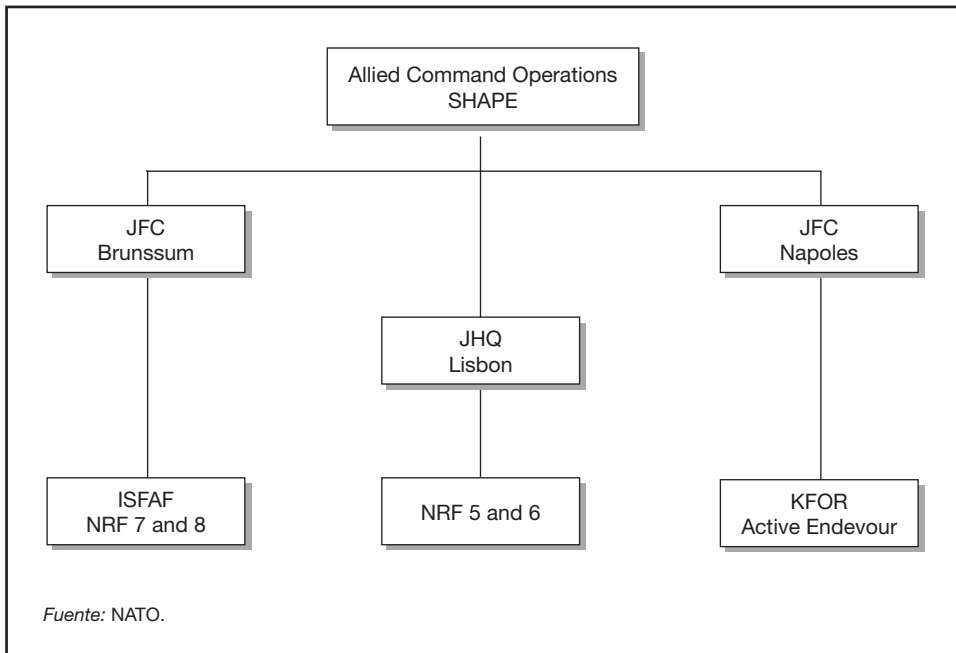 Allied Command Operations
SHAPE
JFC
Brunssum
JFC
Napoles
JHQ
Lisbon
ISFAF
NRF 7 and 8
NRF 5 and 6
KFOR
Active Endevour
Fuente: NATO.